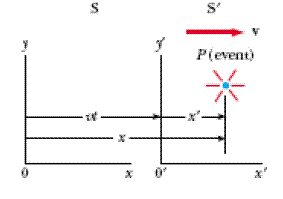 S S′
v
y y′ P (event)
vt x′
x
0 x 0′ x′